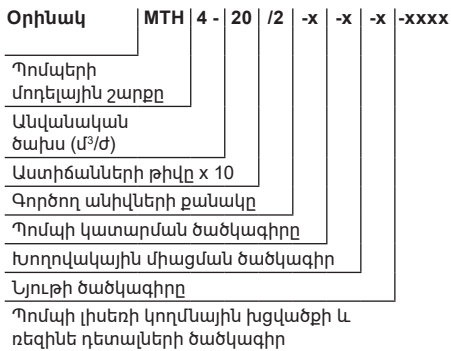 Օրինակ MTH 4 - 20 /2 -x -x -x -xxxx
Պոմպերի
մոդելային շարքը
Անվանական
ծախս (մ³/ժ)
Աստիճանների թիվը x 10
Գործող անիվների քանակը
Պոմպի կատարման ծածկագիրը
Խողովակային միացման ծածկագիր
Նյութի ծածկագիրը
Պոմպի լիսեռի կողմնային խցվածքի և
ռեզինե դետալների ծածկագիր